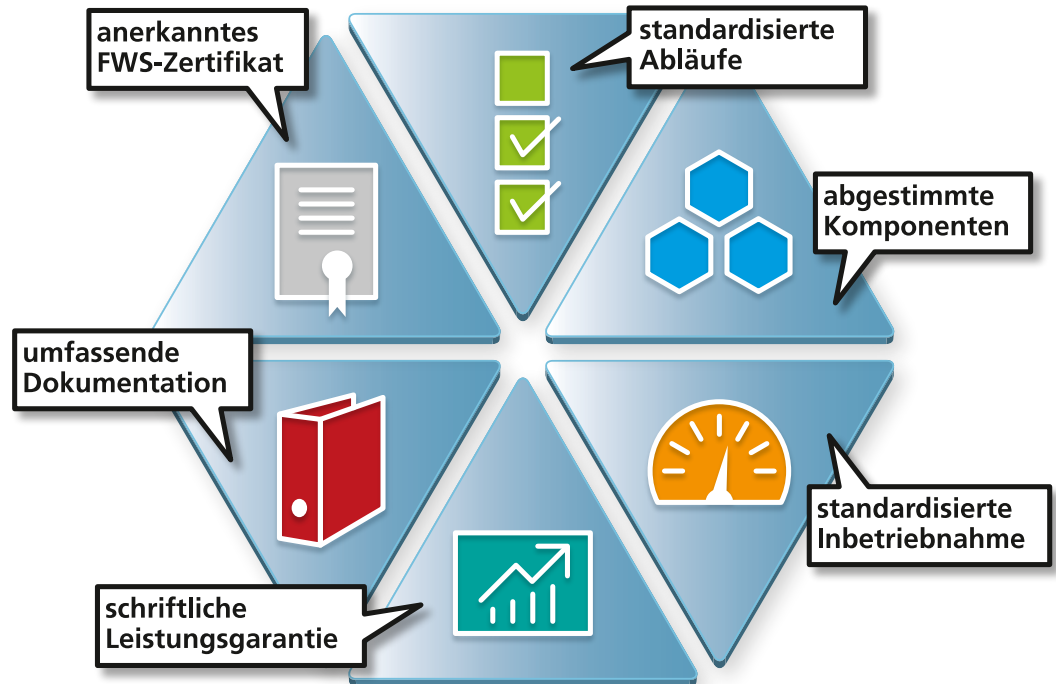 anerkanntes
FWS-Zertifikat
standardisierte
Abläufe
abgestimmte
Komponenten
umfassende
Dokumentation
standardisierte
Inbetriebnahme
schriftliche
Leistungsgarantie